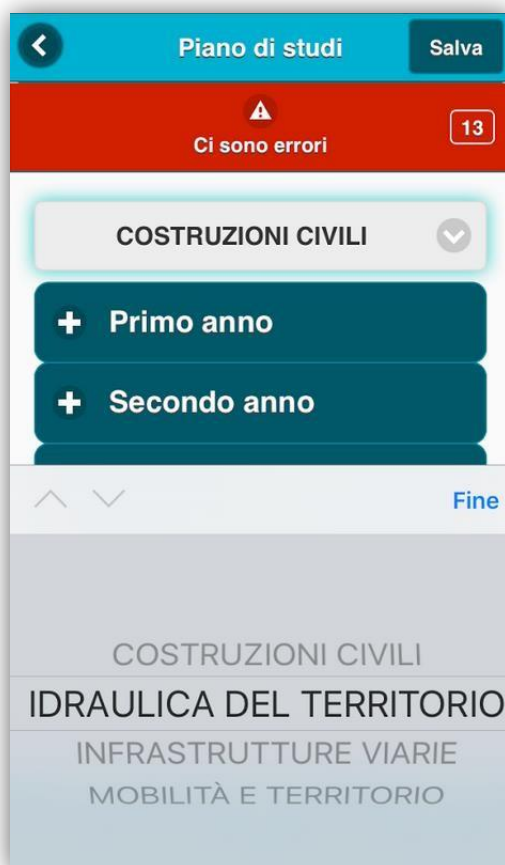 Piano di studi
Salva
Ci sono errori
13
COSTRUZIONI CIVILI
Primo anno
Secondo anno
Fine
COSTRUZIONI CIVILI
IDRAULICA DEL TERRITORIO
INFRASTRUTTURE VIARIE
MOBILITÀ E TERRITORIO